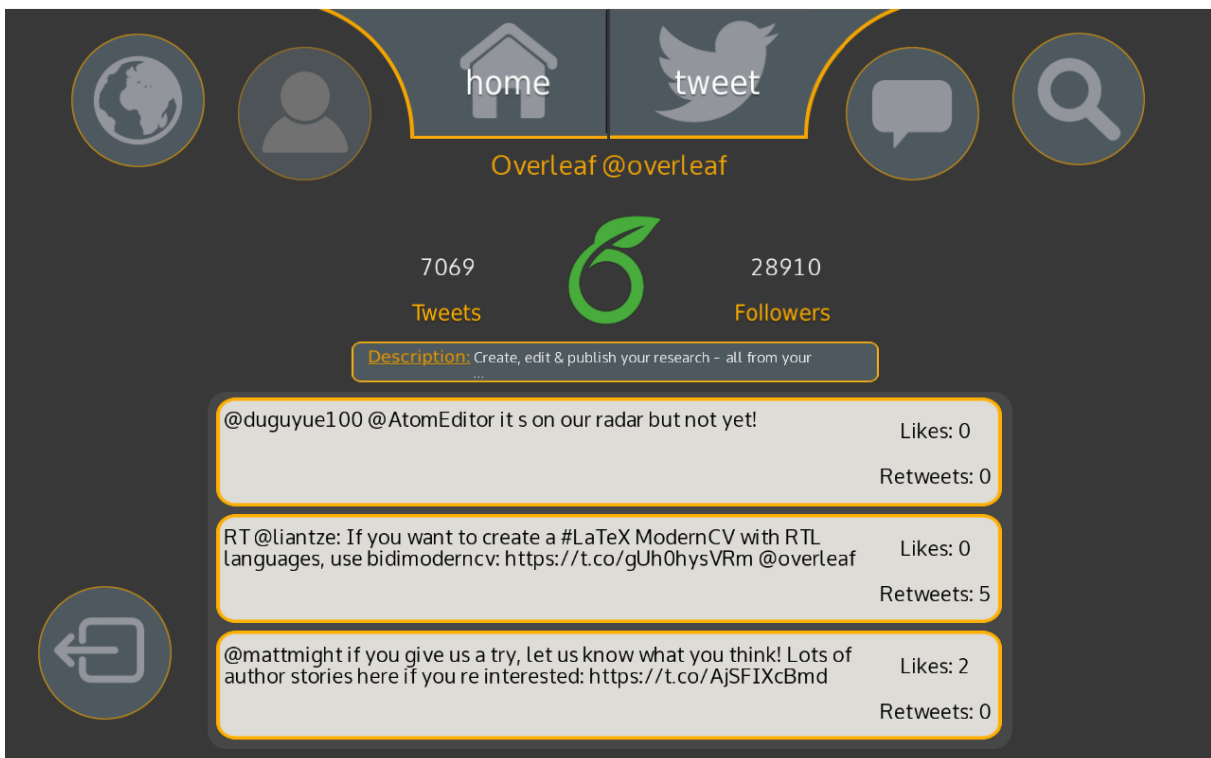 home
tweet
Overleaf @overleaf
7069
28910
Tweets
Followers
Description: Create, edit & publish your research - all from your
...
@duguyue100 @AtomEditor it s on our radar but not yet!
Likes: 0
Retweets: 0
RT @liantze: If you want to create a #LaTeX ModernCV with RTL
languages, use bidimoderncv: https://t.co/gUh0hysVRm @overleaf
Likes: 0
Retweets: 5
@mattmight if you give us a try, let us know what you think! Lots of
author stories here if you re interested: https://t.co/AjSFIXcBmd
Likes: 2
Retweets: 0